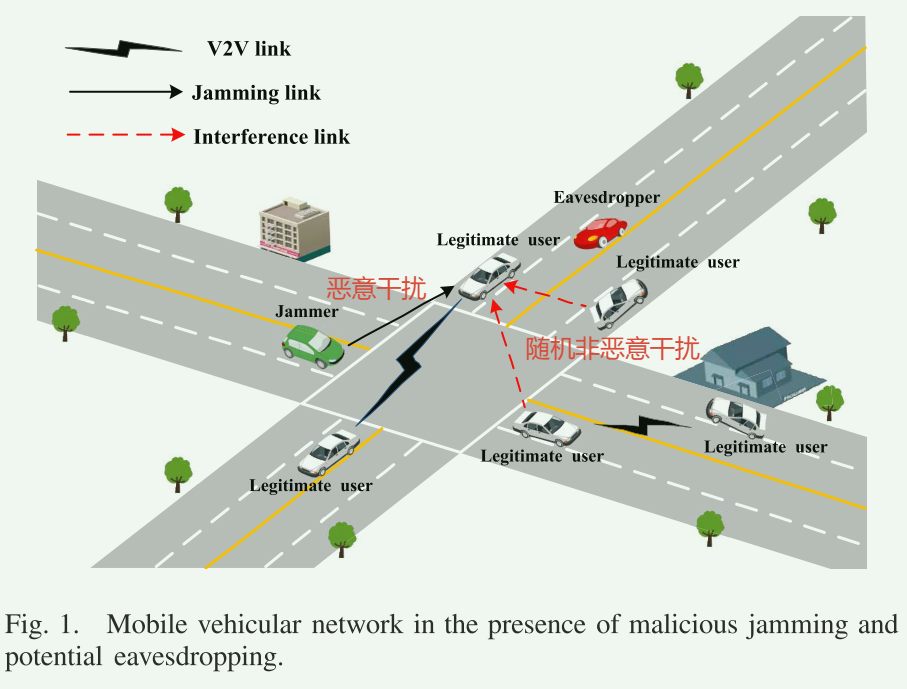 V2V link
Jamming link
Interference link
Eavesdropper
Legitimate user
Legitimate user
恶意干扰
Jammer
随机非恶意干扰
Legitimate user
Legitimate user
Legitimate user
Fig. 1. Mobile vehicular network in the presence of malicious jamming and
potential eavesdropping.